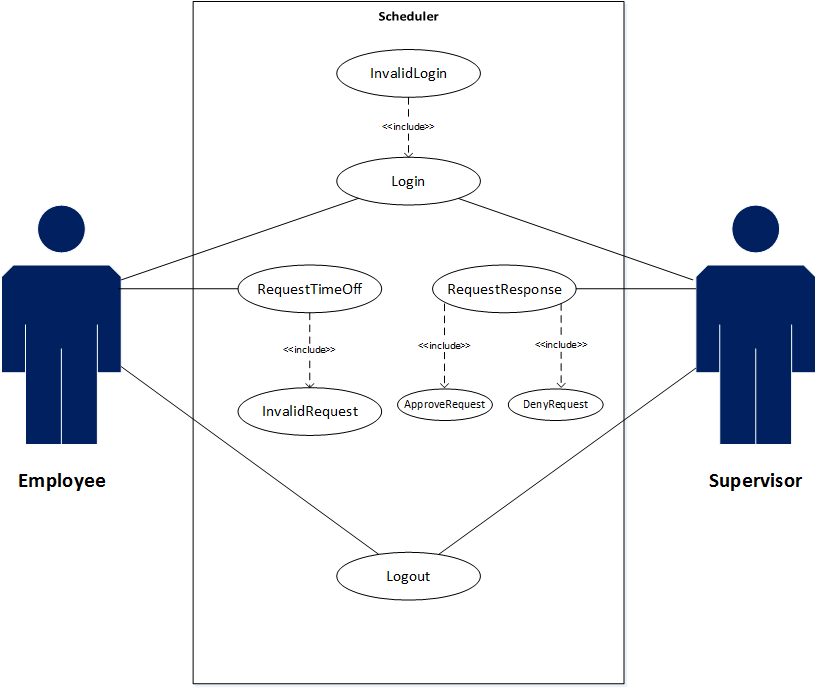 Scheduler
InvalidLogin
<<include>>
Login
RequestTimeOff
RequestResponse
<<include>>
<<include>>
<<include>>
InvalidRequest
ApproveRequest
DenyRequest
Employee
Supervisor
Logout